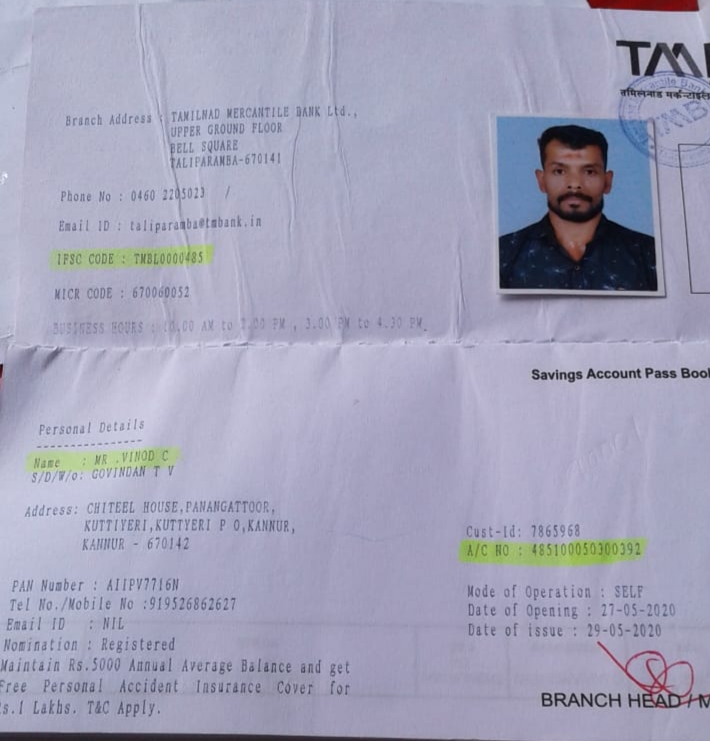 TM
तमिलनाड मर्कन्टाइल
Branch Address : TAMILNAD MERCANTILE BANK Ltd.,
UPPER GROUND FLOOR
BELL SQUARE
TALIPARAMBA-670141
Phone No : 0460 2205023 /
Email ID : taliparamba@tmbank.in
IFSC CODE : TMBL0000485
MICR CODE : 670060052
BUSINESS HOURS : 10.00 AM to 2.00 PM , 3.00 PM to 4.30 PM.
Savings Account Pass Boo
Personal Details
Name : MR .VINOD C
S/D/W/o: GOVINDAN T V
Address: CHITEEL HOUSE,PANANGATTOOR,
KUTTIYERI,KUTTYERI P O,KANNUR,
KANNUR - 670142
Cust-id: 7865968
A/C NO : 485100050300392
PAN Number : AIIPV7716N
Tel No./Mobile No :919526862627
Email ID : NIL
Nomination : Registered
Mode of Operation : SELF
Date of Opening : 27-05-2020
Date of issue : 29-05-2020
Maintain Rs.5000 Annual Average Balance and get
Free Personal Accident Insurance Cover for
s.1 Lakhs. T&C Apply.
BRANCH HEAD / M